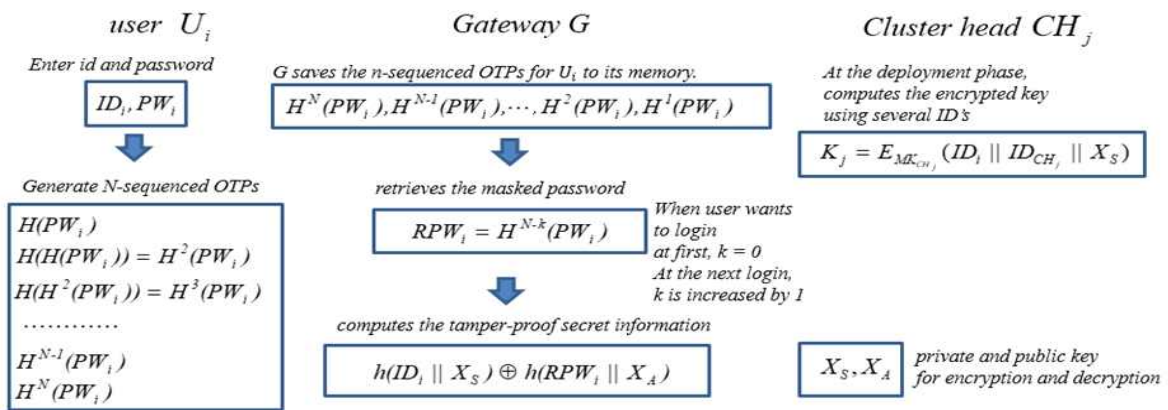 user U_i
Enter id and password
ID_i, PW_i
Generate N-sequenced OTPs
H(PW_i)
H(H(PW_i)) = H^2(PW_i)
H(H^2(PW_i)) = H^3(PW_i)
............
H^{N-1}(PW_i)
H^N(PW_i)
Gateway G
G saves the n-sequenced OTPs for U_i to its memory.
H^N(PW_i), H^{N-1}(PW_i), ⋯, H^2(PW_i), H^1(PW_i)
retrieves the masked password
RPW_i = H^{N-k}(PW_i)
When user wants
to login
at first, k = 0
At the next login,
k is increased by 1
computes the tamper-proof secret information
h(ID_i || X_S) ⊕ h(RPW_i || X_A)
Cluster head CH_j
At the deployment phase,
computes the encrypted key
using several ID's
K_j = E_{MK_{CH_j}}(ID_i || ID_{CH_j} || X_S)
X_S, X_A
private and public key
for encryption and decryption